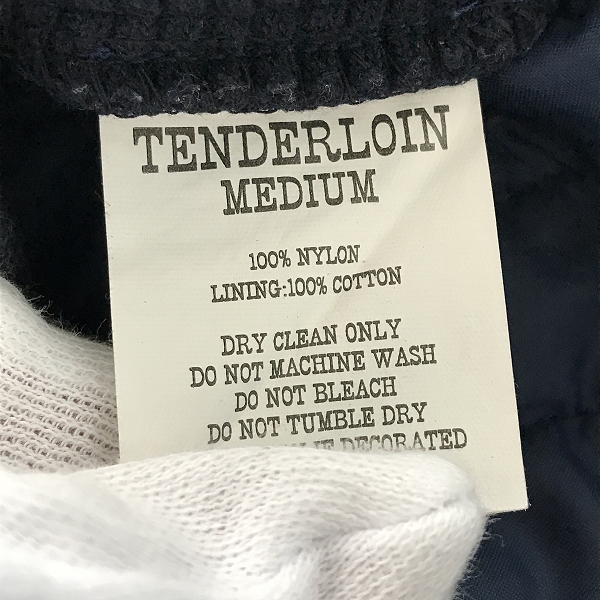 TENDERLOIN
MEDIUM
100% NYLON
LINING:100% COTTON
DRY CLEAN ONLY
DO NOT MACHINE WASH
DO NOT BLEACH
DO NOT TUMBLE DRY
DECORATED